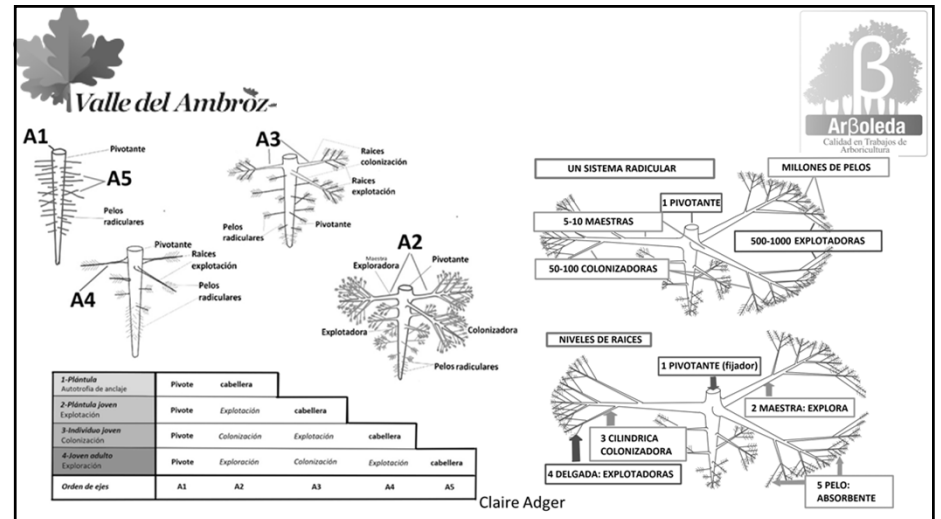 Valle del Ambroz
Arβoleda
Calidad en Trabajos de
Arboricultura
A1
Pivotante
A5
Pelos
radiculares
A3
Raices
colonización
Raices
explotación
Pelos
radiculares
Pivotante
Pivotante
Raices
explotación
Pelos
radiculares
A4
A2
Maestra
Exploradora
Pivotante
Explotadora
Colonizadora
Pelos radiculares
UN SISTEMA RADICULAR
MILLONES DE PELOS
1 PIVOTANTE
5-10 MAESTRAS
500-1000 EXPLOTADORAS
50-100 COLONIZADORAS
NIVELES DE RAICES
1 PIVOTANTE (fijador)
2 MAESTRA: EXPLORA
3 CILINDRICA
COLONIZADORA
4 DELGADA: EXPLOTADORAS
5 PELO:
ABSORBENTE
1-Plántula
Autotrofía de anclaje
Pivote cabellera
2-Plántula joven
Explotación
Pivote Explotación cabellera
3-Individuo joven
Colonización
Pivote Colonización Explotación cabellera
4-Joven adulto
Exploración
Pivote Exploración Colonización Explotación cabellera
Orden de ejes A1 A2 A3 A4 A5
Claire Adger